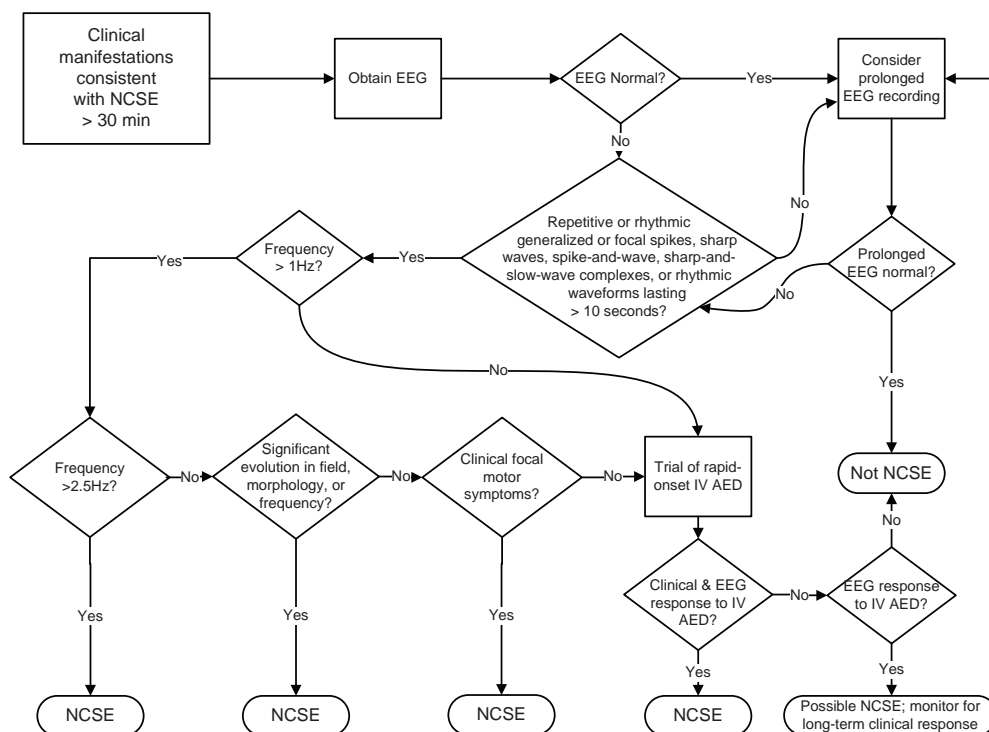 Clinical
manifestations
consistent
with NCSE
> 30 min
Obtain EEG
EEG Normal?
Yes
Consider
prolonged
EEG recording
No
No
Repetitive or rhythmic
generalized or focal spikes, sharp
waves, spike-and-wave, sharp-and-
slow-wave complexes, or rhythmic
waveforms lasting
> 10 seconds?
Yes
Frequency
> 1Hz?
Yes
Prolonged
EEG normal?
No
No
Yes
Frequency
>2.5Hz?
No
Significant
evolution in field,
morphology, or
frequency?
No
Clinical focal
motor
symptoms?
No
Trial of rapid-
onset IV AED
Not NCSE
No
Yes
Yes
Yes
Clinical & EEG
response to IV
AED?
No
EEG response
to IV AED?
Yes
Yes
NCSE
NCSE
NCSE
NCSE
Possible NCSE; monitor for
long-term clinical response